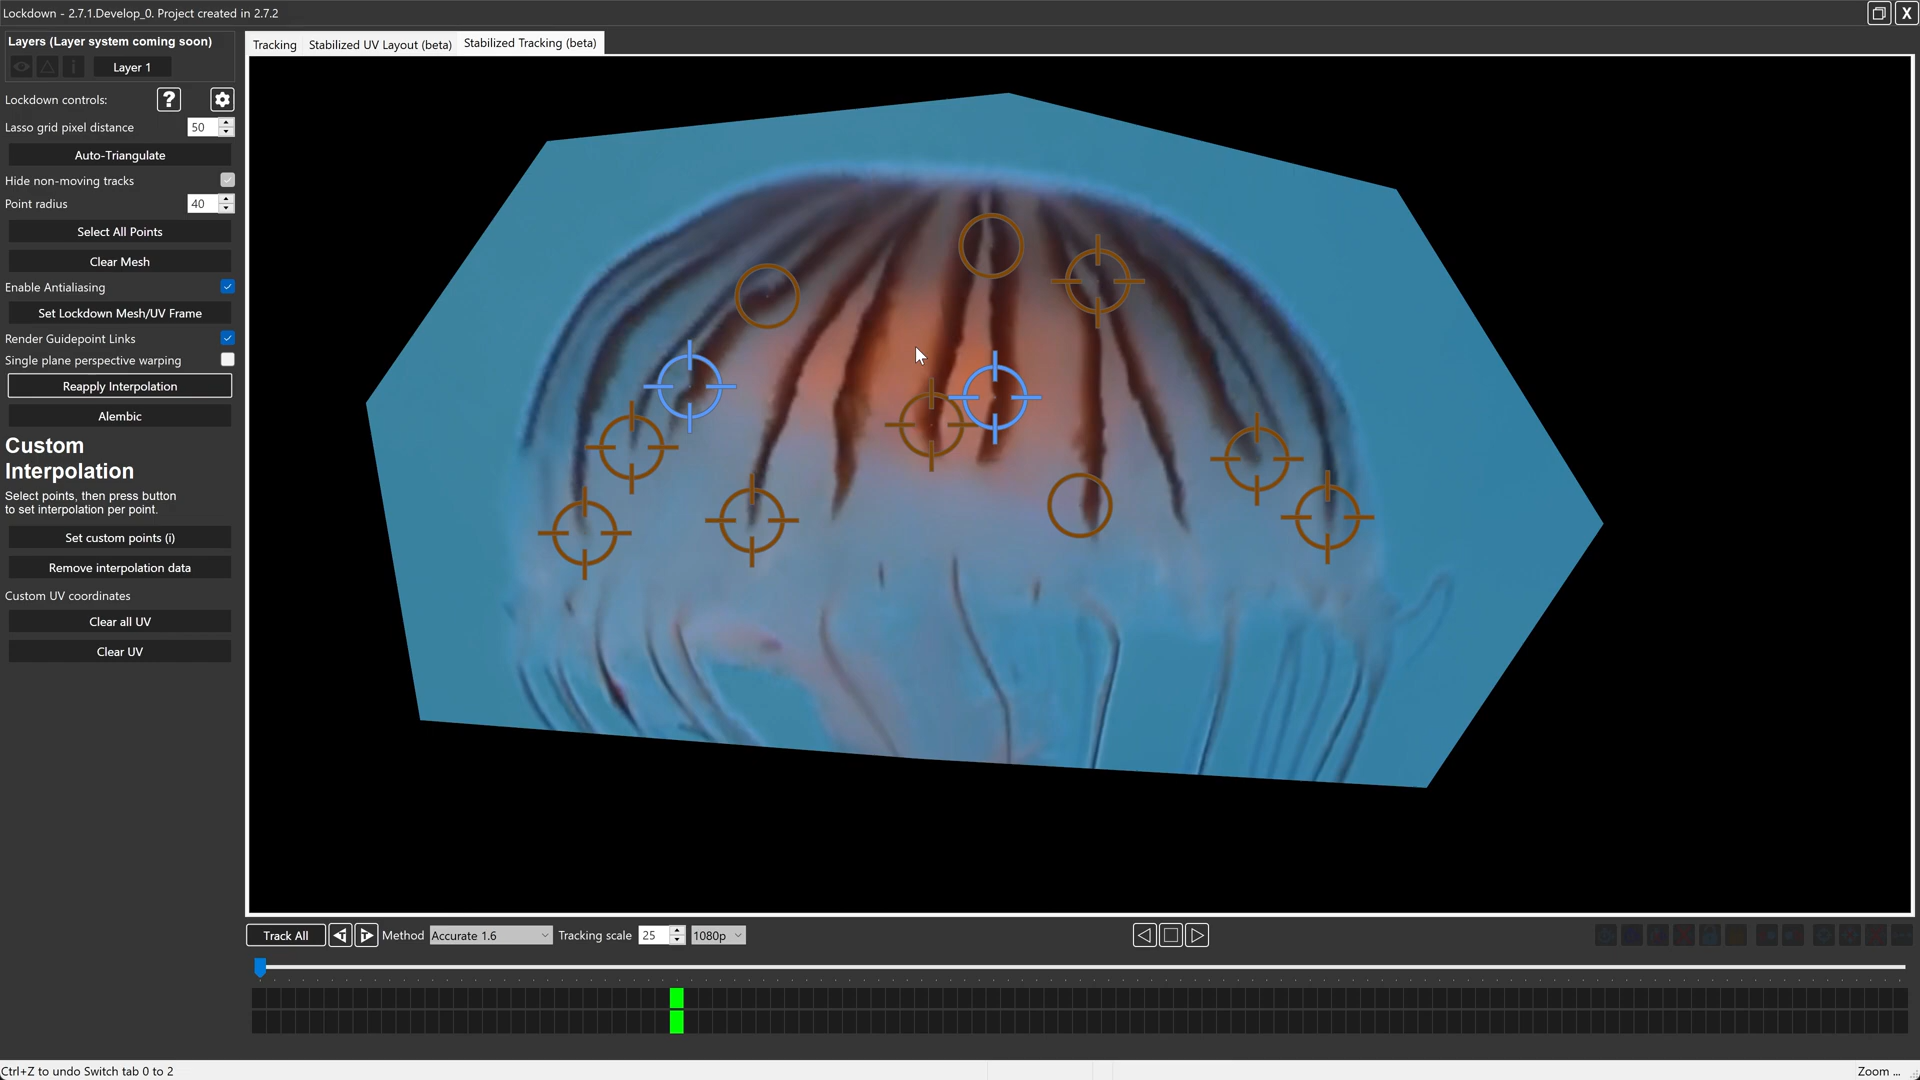 Lockdown - 2.7.1.Develop_0. Project created in 2.7.2
X
Layers (Layer system coming soon)
Layer 1
Tracking
Stabilized UV Layout (beta)
Stabilized Tracking (beta)
Lockdown controls:
?
Lasso grid pixel distance
50
Auto-Triangulate
Hide non-moving tracks
Point radius
40
Select All Points
Clear Mesh
Enable Antialiasing
Set Lockdown Mesh/UV Frame
Render Guidepoint Links
Single plane perspective warping
Reapply Interpolation
Alembic
Custom
Interpolation
Select points, then press button
to set interpolation per point.
Set custom points (i)
Remove interpolation data
Custom UV coordinates
Clear all UV
Clear UV
Track All
Method
Accurate 1.6
Tracking scale
25
1080p
Ctrl+Z to undo Switch tab 0 to 2
Zoom ...